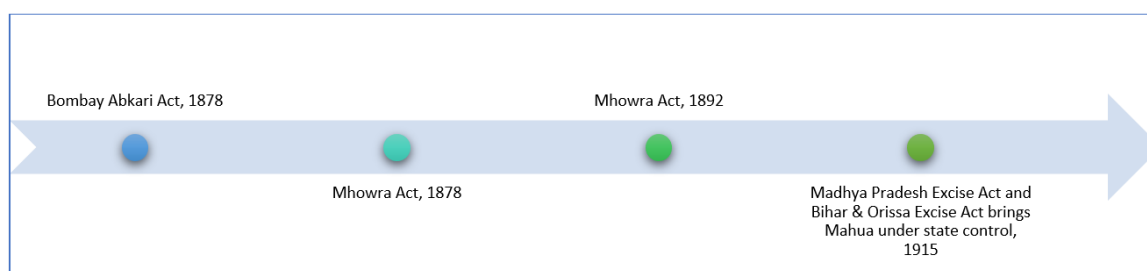 Bombay Abkari Act, 1878
Mhowra Act, 1878
Mhowra Act, 1892
Madhya Pradesh Excise Act and
Bihar & Orissa Excise Act brings
Mahua under state control,
1915